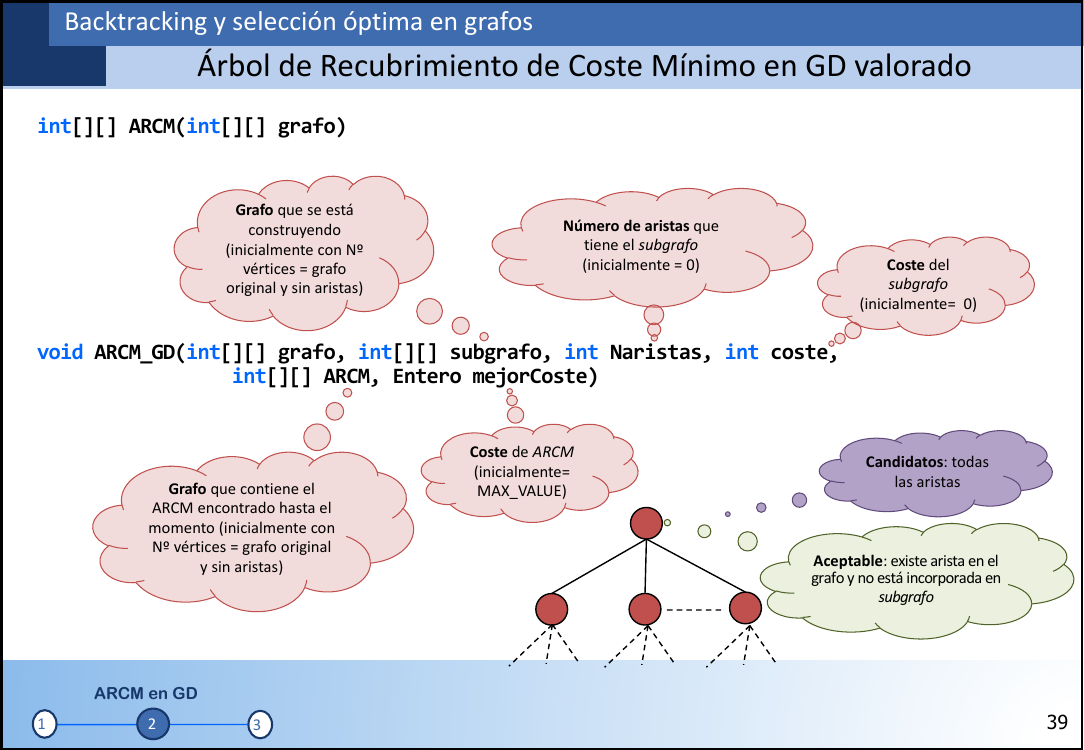 Backtracking y selección óptima en grafos
Árbol de Recubrimiento de Coste Mínimo en GD valorado
int[][] ARCM(int[][] grafo)
Grafo que se está
construyendo
(inicialmente con Nº
vértices = grafo
original y sin aristas)
Número de aristas que
tiene el subgrafo
(inicialmente = 0)
Coste del
subgrafo
(inicialmente= 0)
void ARCM_GD(int[][] grafo, int[][] subgrafo, int Naristas, int coste,
int[][] ARCM, Entero mejorCoste)
Grafo que contiene el
ARCM encontrado hasta el
momento (inicialmente con
Nº vértices = grafo original
y sin aristas)
Coste de ARCM
(inicialmente=
MAX_VALUE)
Candidatos: todas
las aristas
Aceptable: existe arista en el
grafo y no está incorporada en
subgrafo
ARCM en GD
1 2 3
39